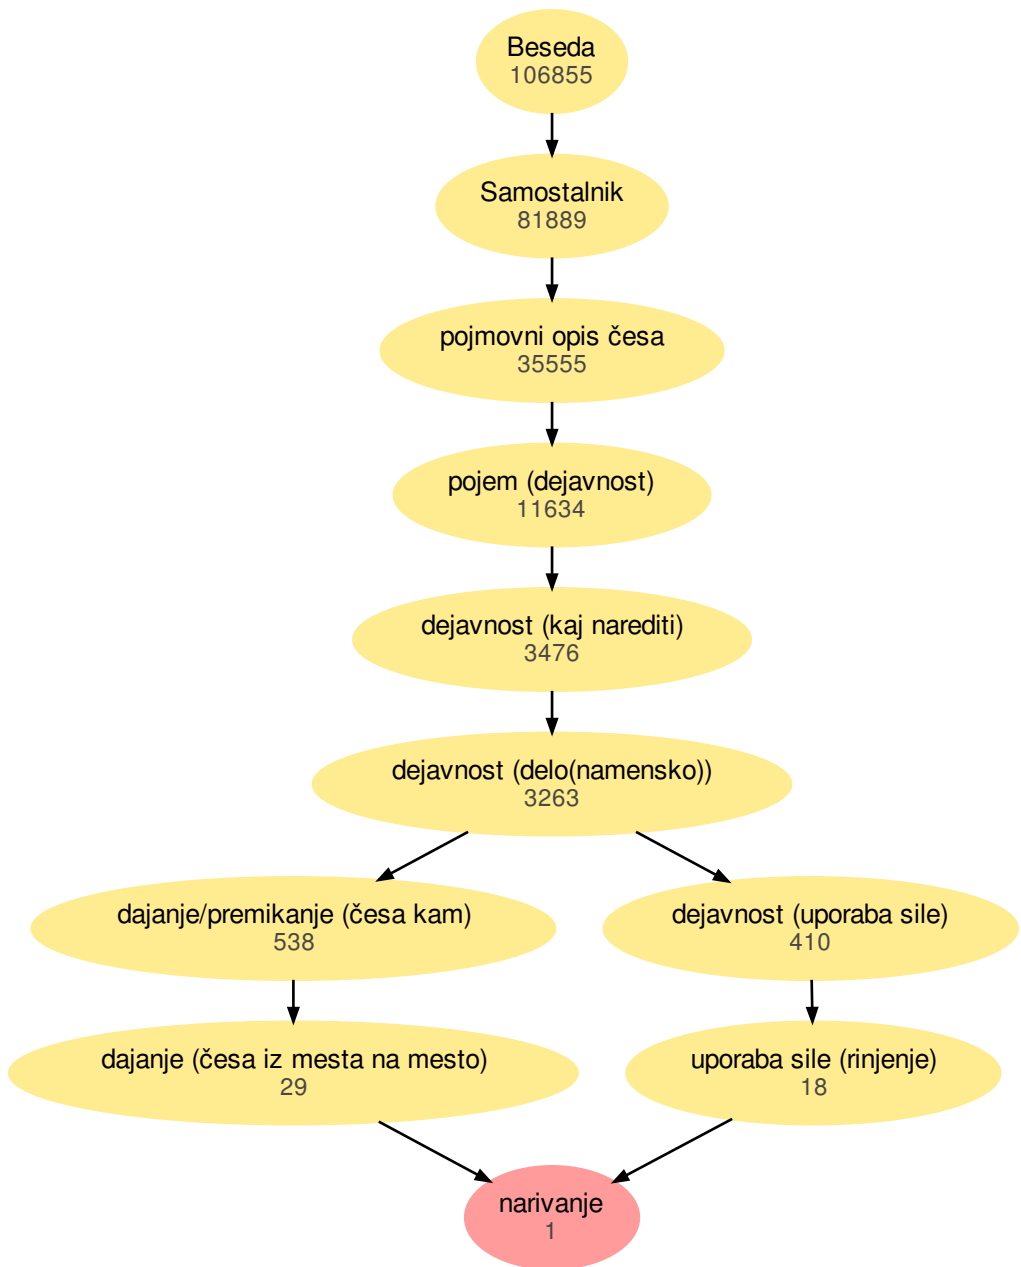 Beseda
106855
Samostalnik
81889
pojmovni opis česa
35555
pojem (dejavnost)
11634
dejavnost (kaj narediti)
3476
dejavnost (delo(namensko))
3263
dajanje/premikanje (česa kam)
538
dejavnost (uporaba sile)
410
dajanje (česa iz mesta na mesto)
29
uporaba sile (rinjenje)
18
narivanje
1